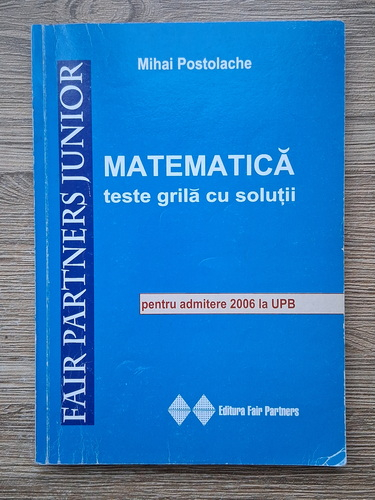 Mihai Postolache
FAIR PARTNERS JUNIOR
MATEMATICĂ
teste grilă cu soluții
pentru admitere 2006 la UPB
Editura Fair Partners